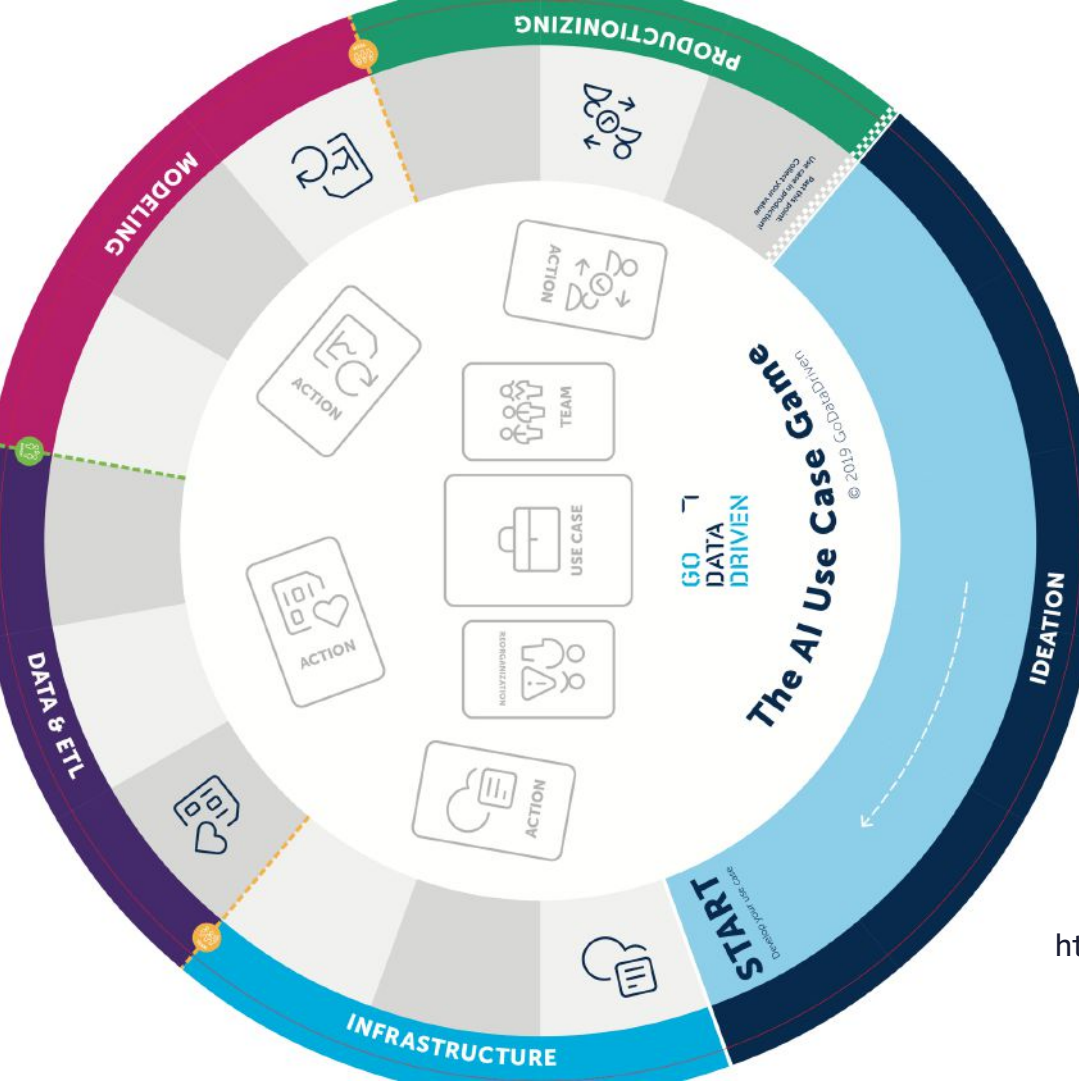 PRODUCTIONIZING
MODELING
DATA & ETL
INFRASTRUCTURE
IDEATION
START
Develop your use case
Past this point,
Use case in production!
Collect your value
The AI Use Case Game
© 2019 GoDataDriven
GO
DATA
DRIVEN
ACTION
ACTION
TEAM
USE CASE
REORGANIZATION
ACTION
ACTION
ht